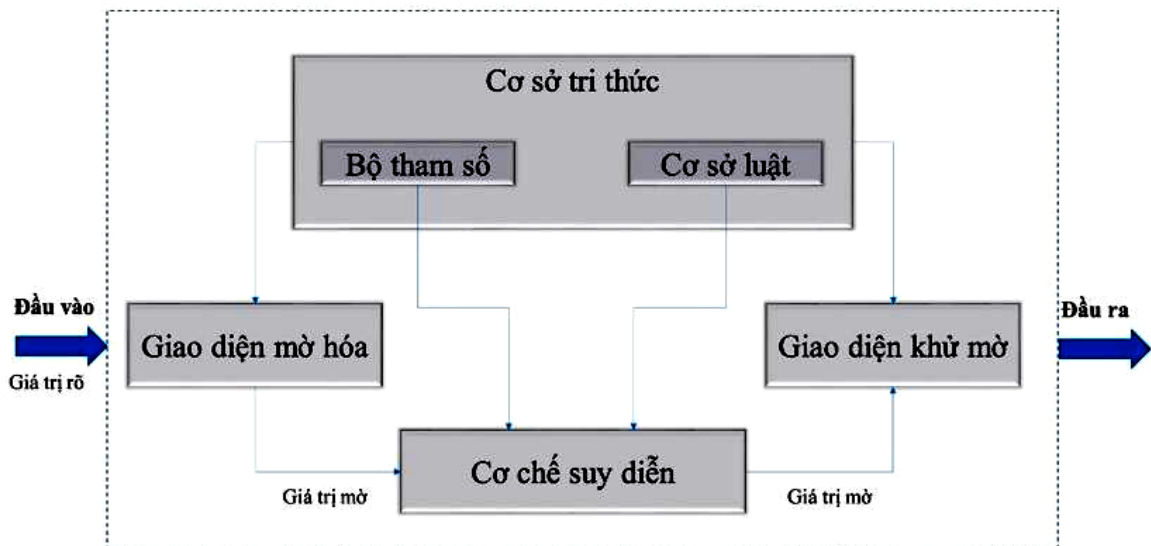 Cơ sở tri thức
Bộ tham số
Cơ sở luật
Đầu vào
Giá trị rõ
Giao diện mờ hóa
Giao diện khử mờ
Đầu ra
Cơ chế suy diễn
Giá trị mờ
Giá trị mờ